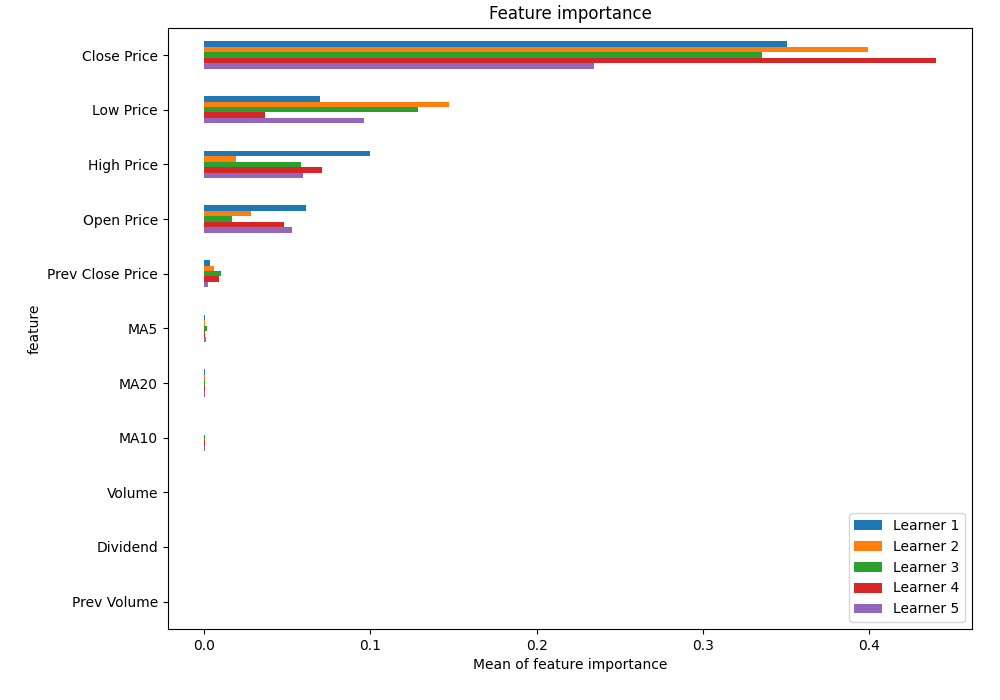 Feature importance
Close Price
Low Price
High Price
Open Price
Prev Close Price
MA5
MA20
MA10
Volume
Dividend
Prev Volume
feature
Learner 1
Learner 2
Learner 3
Learner 4
Learner 5
0.0 0.1 0.2 0.3 0.4
Mean of feature importance